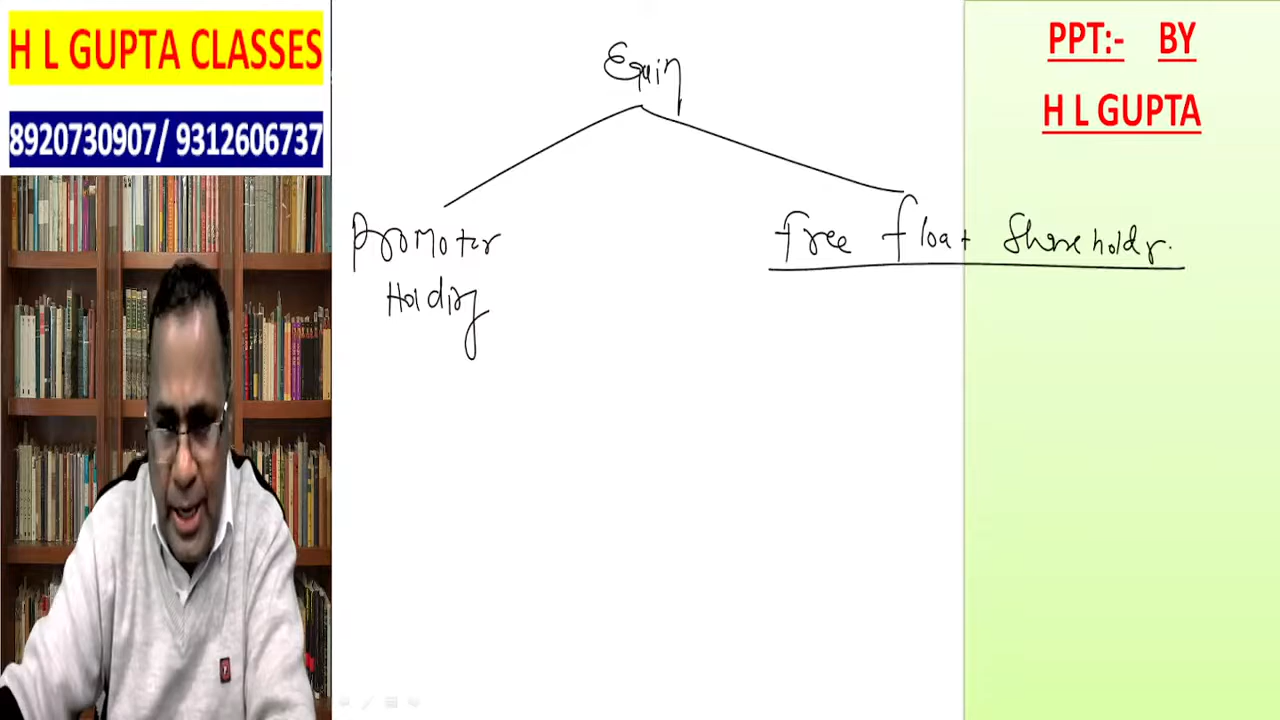 H L GUPTA CLASSES
8920730907/ 9312606737
PPT:- BY
H L GUPTA
Equity
Promoter
Holding
free float Shareholdr.